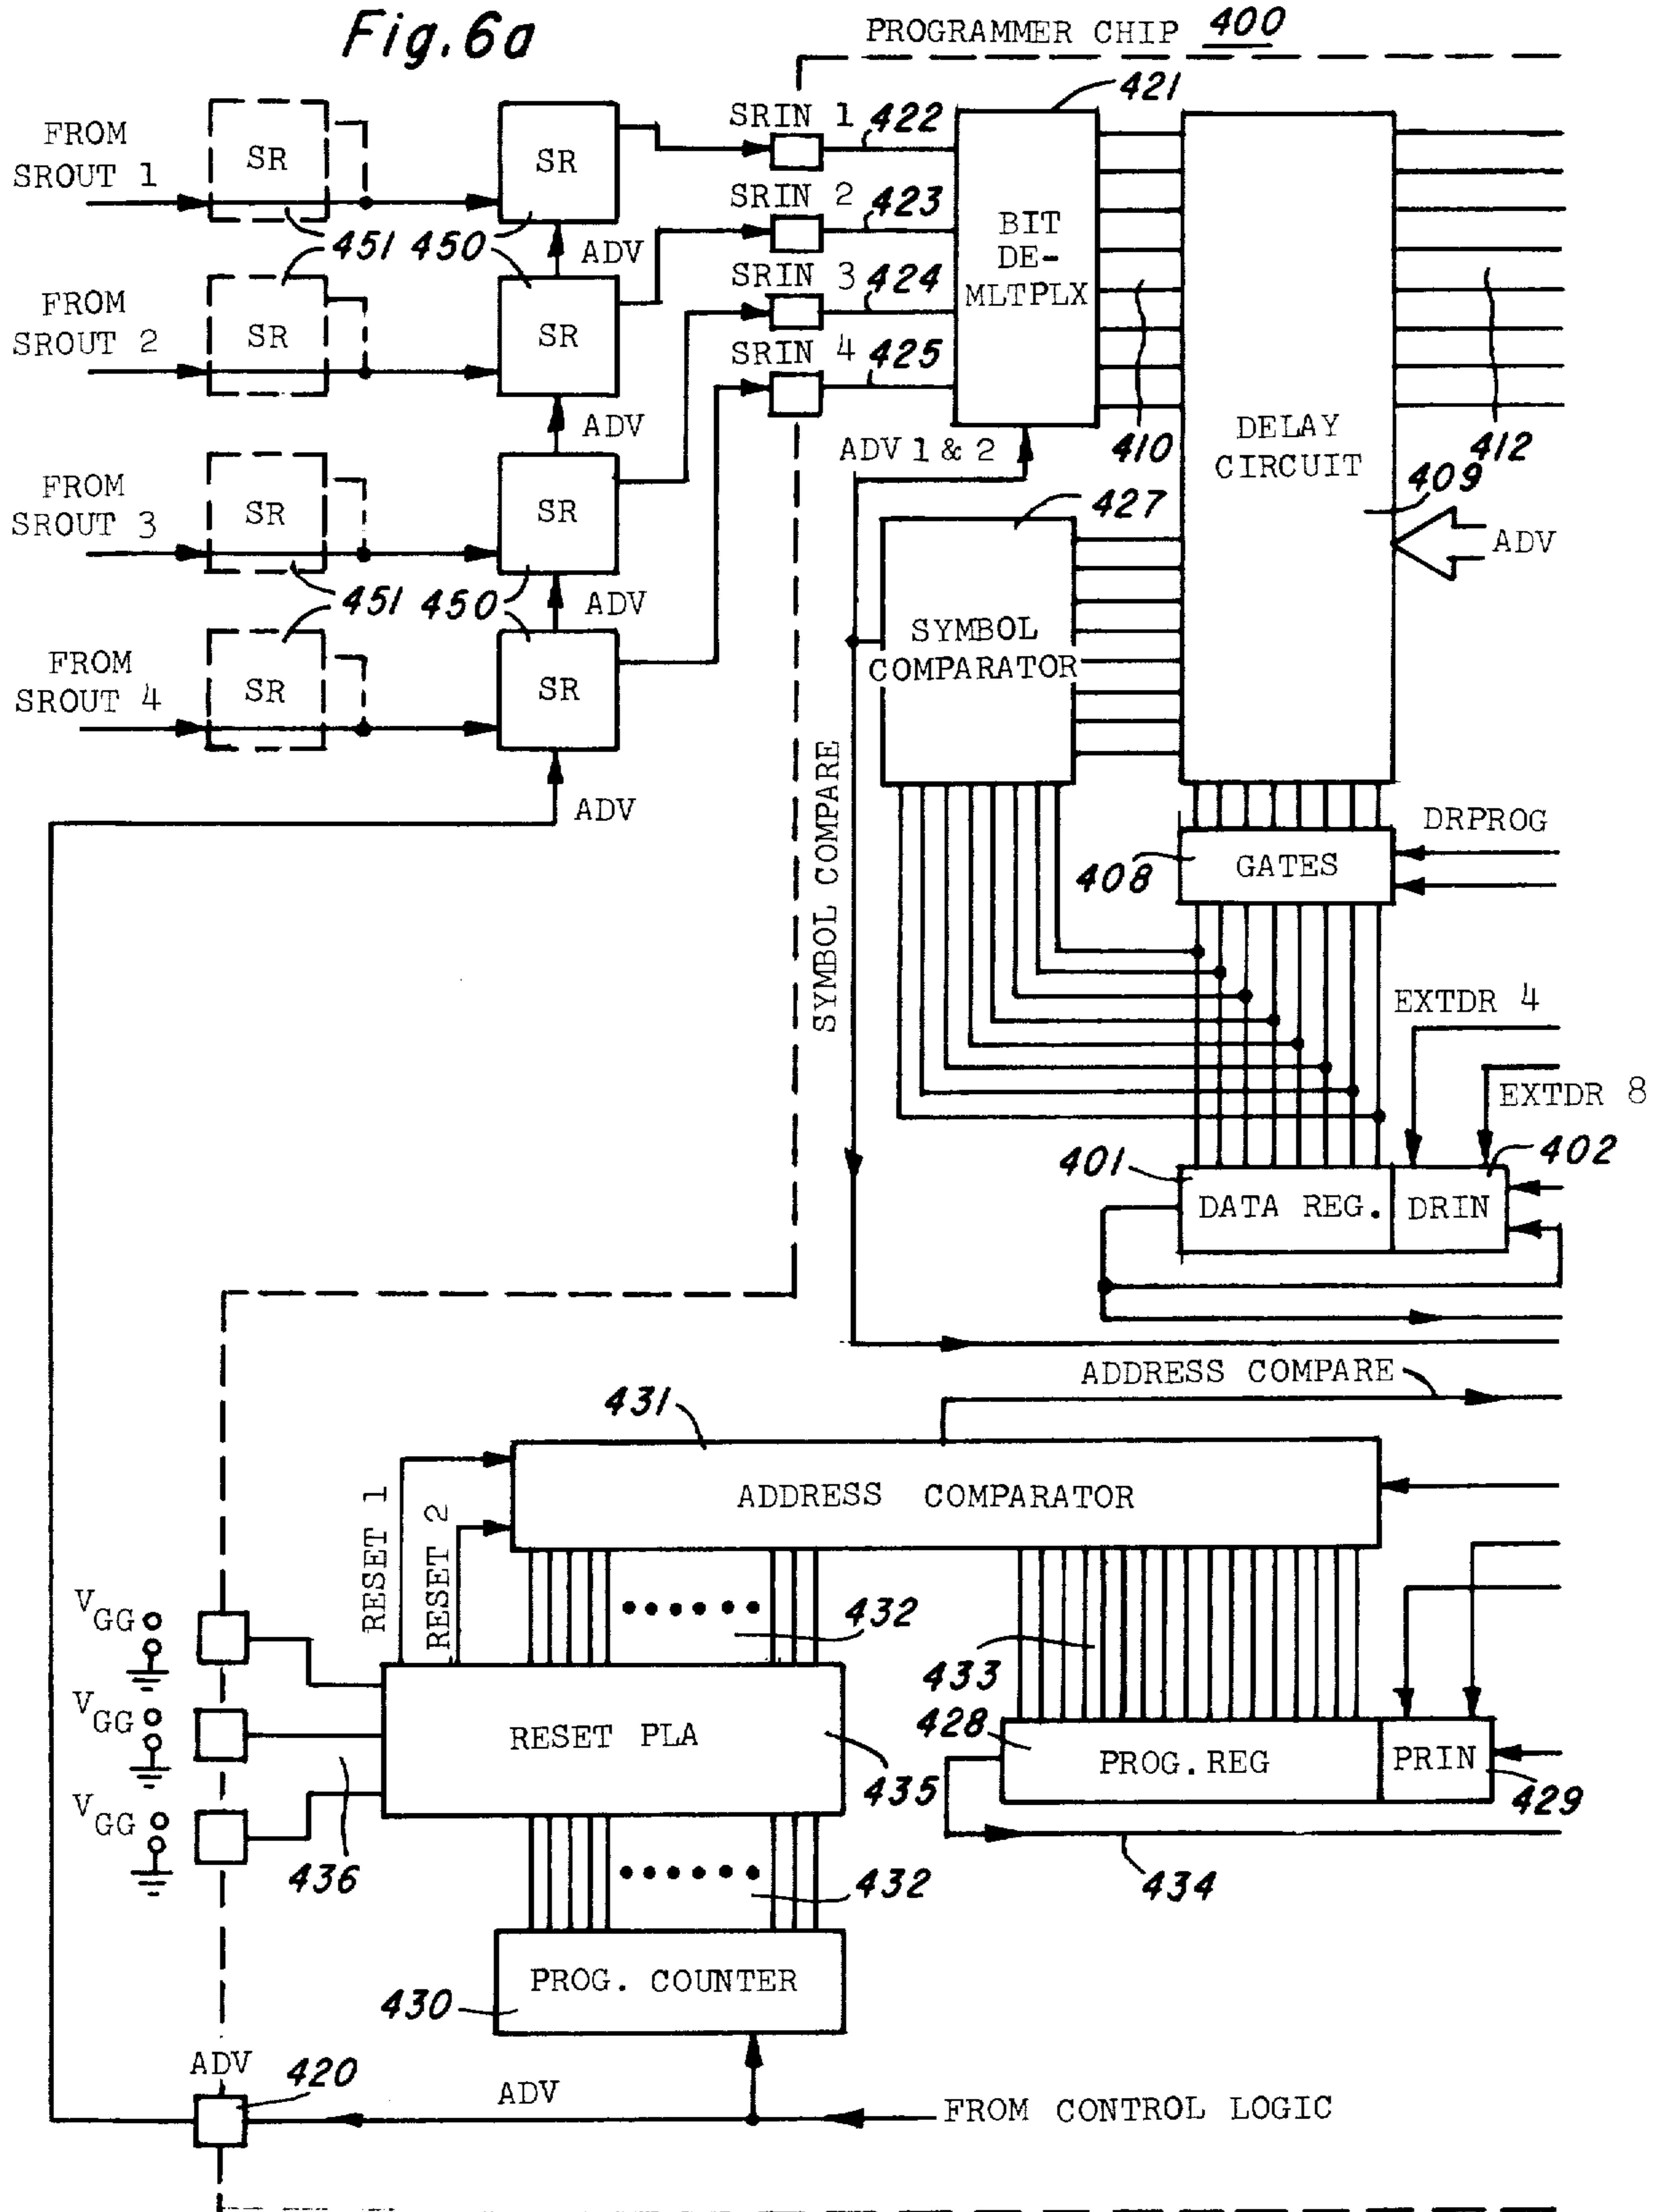 Fig.6a
PROGRAMMER CHIP 400
FROM
SROUT 1
SR
SR
SRIN 1
422
421
451
450
ADV
FROM
SROUT 2
SR
SR
SRIN 2
423
BIT
DE-
MLTPLX
SRIN 3
424
SRIN 4
425
410
412
DELAY
CIRCUIT
409
ADV
ADV 1 & 2
ADV
FROM
SROUT 3
SR
SR
427
451
450
ADV
FROM
SROUT 4
SR
SR
SYMBOL
COMPARATOR
ADV
SYMBOL COMPARE
DRPROG
408
GATES
EXTDR 4
EXTDR 8
401
402
DATA REG.
DRIN
ADDRESS COMPARE
431
ADDRESS COMPARATOR
RESET 1
RESET 2
432
433
VGG
VGG
VGG
RESET PLA
435
436
428
PROG. REG
PRIN
429
434
432
PROG. COUNTER
430
ADV
420
ADV
FROM CONTROL LOGIC